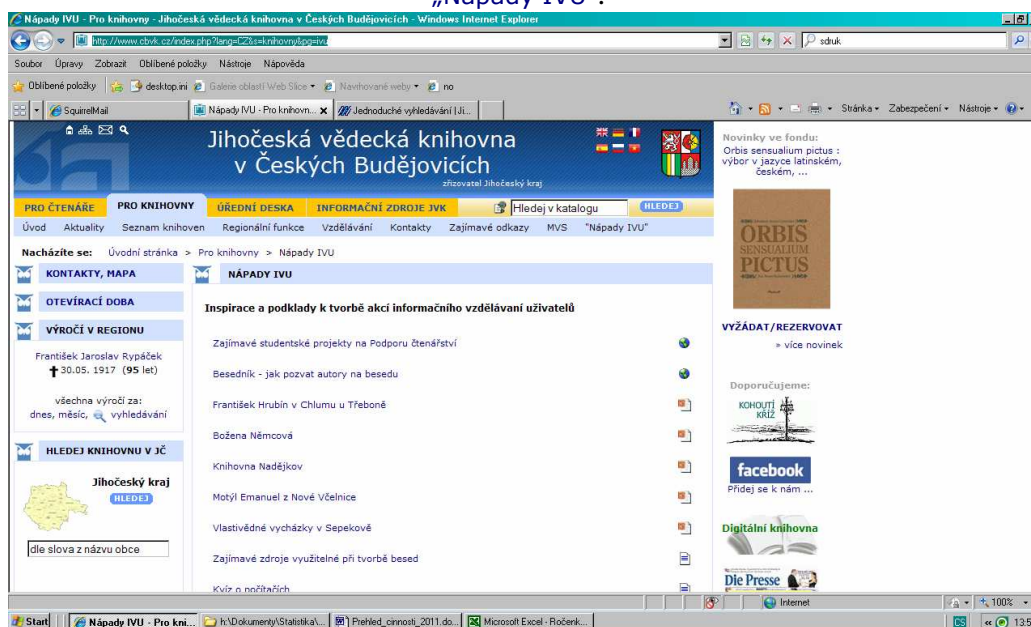 „Nápady IVU“.
Nápady IVU - Pro knihovny - Jihočeská vědecká knihovna v Českých Budějovicích - Windows Internet Explorer
http://www.cbvk.cz/index.php?lang=CZ&s=knihovny&pg=ivu
sdruk
Soubor Úpravy Zobrazit Oblíbené položky Nástroje Nápověda
Oblíbené položky desktop.ini Galerie oblastí Web Slice Navrhované weby no
SquirrelMail Nápady IVU - Pro knihovn... Jednoduché vyhledávání | Ji...
Stránka Zabezpečení Nástroje
Jihočeská vědecká knihovna
v Českých Budějovicích
zřizovatel Jihočeský kraj
PRO ČTENÁŘE PRO KNIHOVNY ÚŘEDNÍ DESKA INFORMAČNÍ ZDROJE JVK Hledej v katalogu HLEDEJ
Úvod Aktuality Seznam knihoven Regionální funkce Vzdělávání Kontakty Zajímavé odkazy MVS "Nápady IVU"
Nacházíte se: Úvodní stránka > Pro knihovny > Nápady IVU
KONTAKTY, MAPA
OTEVÍRACÍ DOBA
VÝROČÍ V REGIONU
František Jaroslav Rypáček
30.05. 1917 (95 let)
všechna výročí za:
dnes, měsíc, vyhledávání
HLEDEJ KNIHOVNU V JČ
Jihočeský kraj
HLEDEJ
dle slova z názvu obce
NÁPADY IVU
Inspirace a podklady k tvorbě akcí informačního vzdělávaní uživatelů
Zajímavé studentské projekty na Podporu čtenářství
Besedník - jak pozvat autory na besedu
František Hrubín v Chlumu u Třeboně
Božena Němcová
Knihovna Nadějkov
Motýl Emanuel z Nové Včelnice
Vlastivědné vycházky v Sepekově
Zajímavé zdroje využitelné při tvorbě besed
Kvíz o počítačích
Novinky ve fondu:
Orbis sensualium pictus :
výbor v jazyce latinském,
českém, ...
ORBIS
SENSUALIUM
PICTUS
VYŽÁDAT/REZERVOVAT
» více novinek
Doporučujeme:
KOHOUTÍ
KŘÍŽ
facebook
Přidej se k nám ...
Digitální knihovna
Die Presse
Internet
100%
Start Nápady IVU - Pro kni... h:\Dokumenty\Statistika\... Prehled_cinnosti_2011.do... Microsoft Excel - Ročenk...
CS